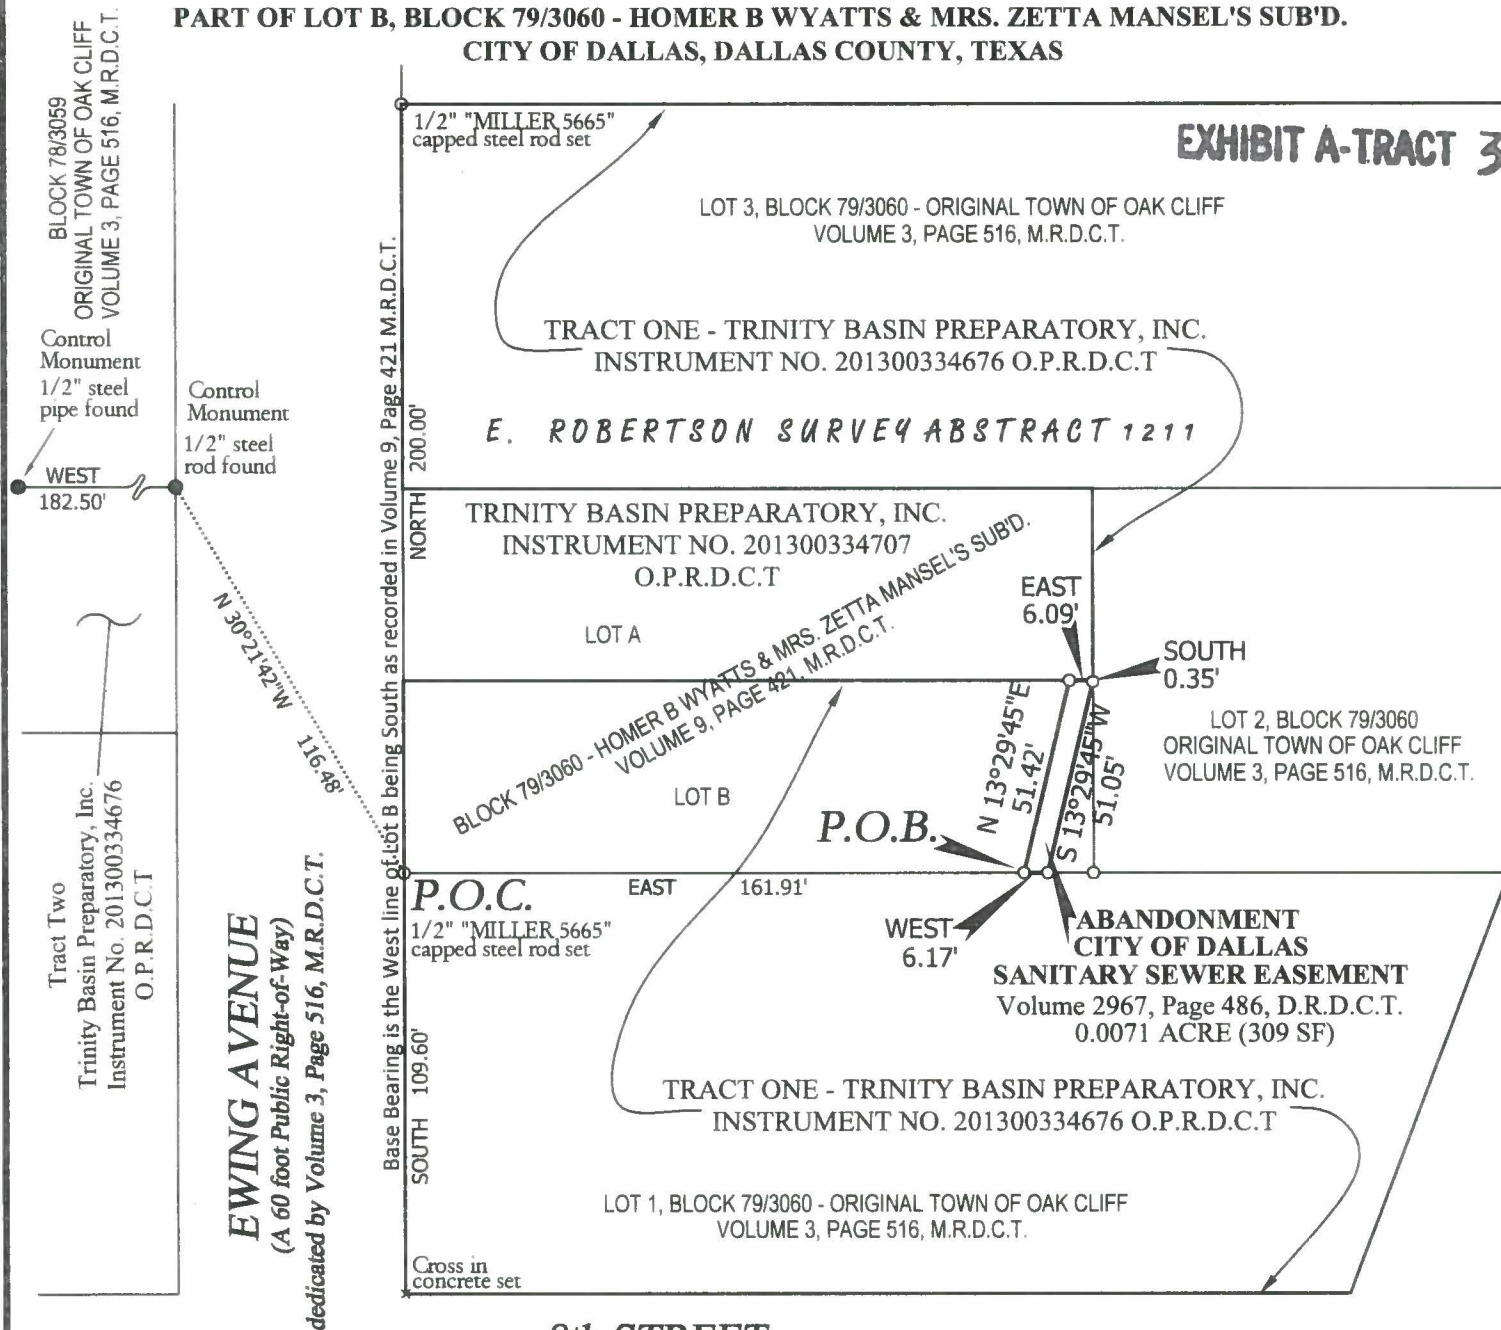 PART OF LOT B, BLOCK 79/3060 - HOMER B WYATTS & MRS. ZETTA MANSEL'S SUB'D.
CITY OF DALLAS, DALLAS COUNTY, TEXAS
BLOCK 78/3059
ORIGINAL TOWN OF OAK CLIFF
VOLUME 3, PAGE 516, M.R.D.C.T.
1/2" "MILLER 5665"
capped steel rod set
EXHIBIT A-TRACT 3
LOT 3, BLOCK 79/3060 - ORIGINAL TOWN OF OAK CLIFF
VOLUME 3, PAGE 516, M.R.D.C.T.
TRACT ONE - TRINITY BASIN PREPARATORY, INC.
INSTRUMENT NO. 201300334676 O.P.R.D.C.T
Control
Monument
1/2" steel
pipe found
Control
Monument
1/2" steel
rod found
WEST
182.50'
E. ROBERTSON SURVEY ABSTRACT 1211
Base Bearing is the West line of Lot B being South as recorded in Volume 9, Page 421 M.R.D.C.T.
NORTH 200.00'
TRINITY BASIN PREPARATORY, INC.
INSTRUMENT NO. 201300334707
O.P.R.D.C.T
LOT A
BLOCK 79/3060 - HOMER B WYATTS & MRS. ZETTA MANSEL'S SUB'D.
VOLUME 9, PAGE 421, M.R.D.C.T.
EAST
6.09'
SOUTH
0.35'
N 30°21'42"W 116.48'
LOT 2, BLOCK 79/3060
ORIGINAL TOWN OF OAK CLIFF
VOLUME 3, PAGE 516, M.R.D.C.T.
N 13°29'45"E
51.42'
S 13°29'45"W
51.05'
LOT B
P.O.B.
P.O.C.
1/2" "MILLER 5665"
capped steel rod set
EAST 161.91'
WEST
6.17'
ABANDONMENT
CITY OF DALLAS
SANITARY SEWER EASEMENT
Volume 2967, Page 486, D.R.D.C.T.
0.0071 ACRE (309 SF)
Tract Two
Trinity Basin Preparatory, Inc.
Instrument No. 201300334676
O.P.R.D.C.T
EWING AVENUE
(A 60 foot Public Right-of-Way)
dedicated by Volume 3, Page 516, M.R.D.C.T.
SOUTH 109.60'
TRACT ONE - TRINITY BASIN PREPARATORY, INC.
INSTRUMENT NO. 201300334676 O.P.R.D.C.T
LOT 1, BLOCK 79/3060 - ORIGINAL TOWN OF OAK CLIFF
VOLUME 3, PAGE 516, M.R.D.C.T.
Cross in
concrete set
STREET